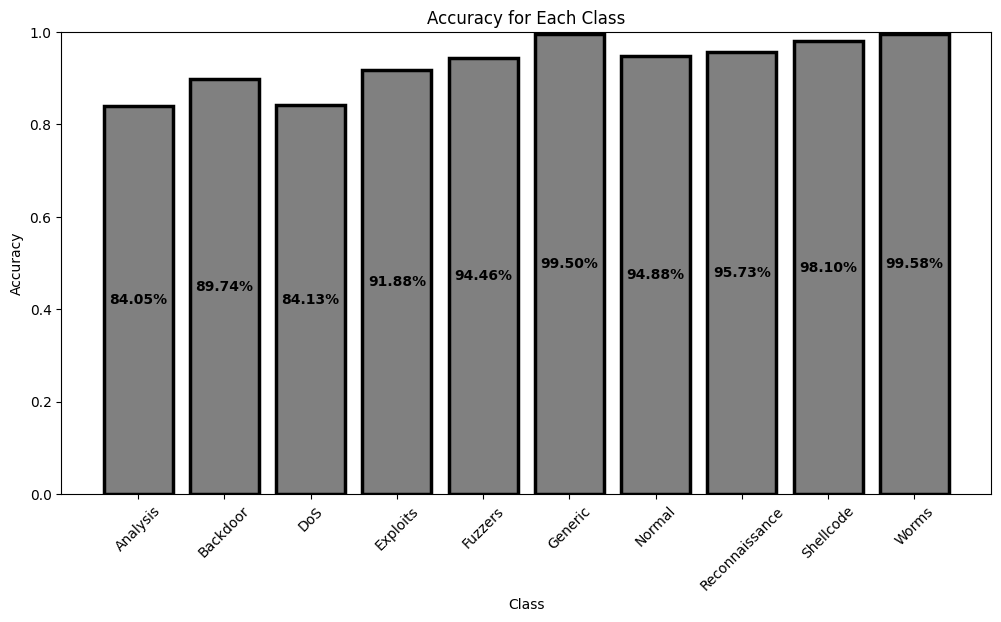 Accuracy for Each Class
Accuracy
1.0
0.8
0.6
0.4
0.2
0.0
84.05%
89.74%
84.13%
91.88%
94.46%
99.50%
94.88%
95.73%
98.10%
99.58%
Analysis
Backdoor
DoS
Exploits
Fuzzers
Generic
Normal
Reconnaissance
Shellcode
Worms
Class